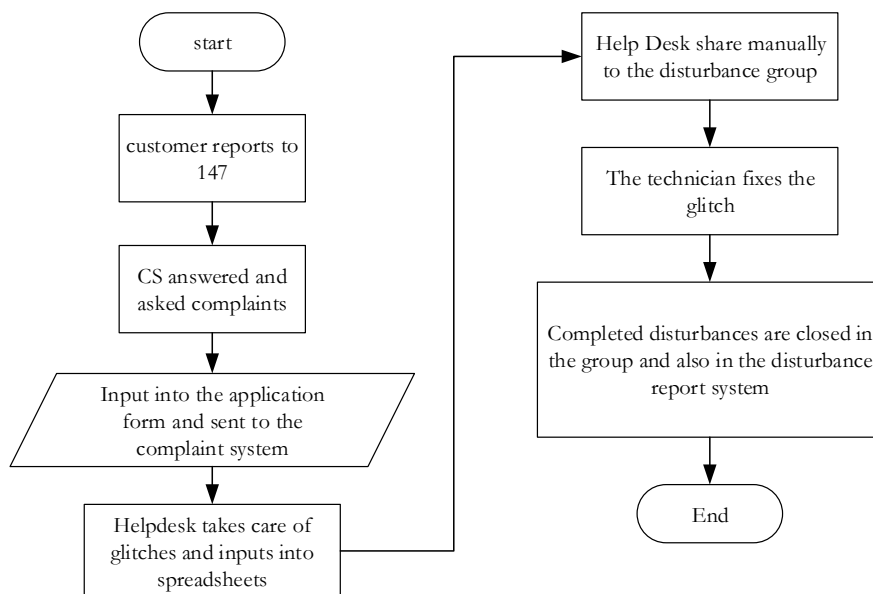 start
customer reports to
147
CS answered and
asked complaints
Input into the application
form and sent to the
complaint system
Helpdesk takes care of
glitches and inputs into
spreadsheets
Help Desk share manually
to the disturbance group
The technician fixes the
glitch
Completed disturbances are closed in
the group and also in the disturbance
report system
End